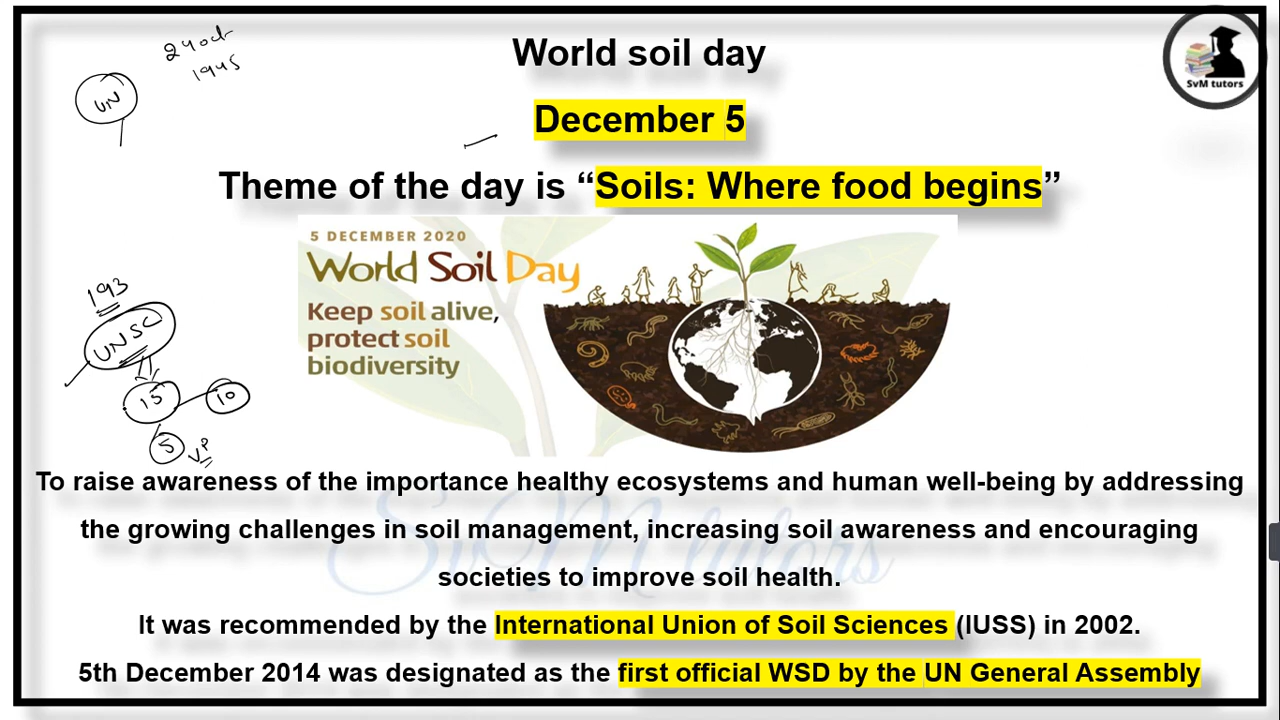 World soil day
24 oct
1945
UN
SvM tutors
December 5
Theme of the day is “Soils: Where food begins”
5 DECEMBER 2020
World Soil Day
Keep soil alive,
protect soil
biodiversity
193
UNSC
15
10
5
VP
To raise awareness of the importance healthy ecosystems and human well-being by addressing
the growing challenges in soil management, increasing soil awareness and encouraging
societies to improve soil health.
SvM tutors
It was recommended by the International Union of Soil Sciences (IUSS) in 2002.
5th December 2014 was designated as the first official WSD by the UN General Assembly